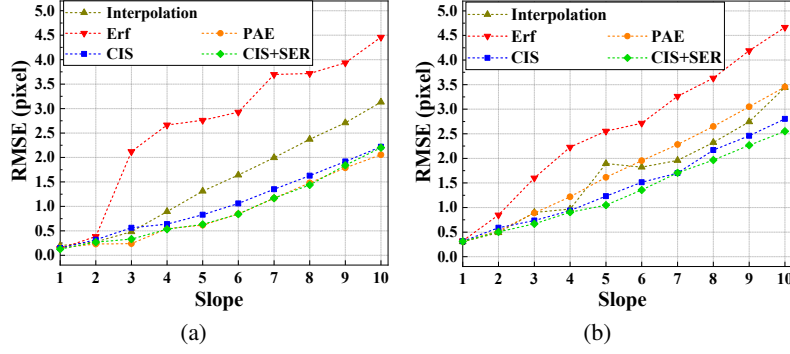 Interpolation
Erf PAE
CIS CIS+SER
RMSE (pixel)
5.0
4.5
4.0
3.5
3.0
2.5
2.0
1.5
1.0
0.5
0.0
1 2 3 4 5 6 7 8 9 10
Slope
(a)
Interpolation
Erf PAE
CIS CIS+SER
RMSE (pixel)
5.0
4.5
4.0
3.5
3.0
2.5
2.0
1.5
1.0
0.5
0.0
1 2 3 4 5 6 7 8 9 10
Slope
(b)